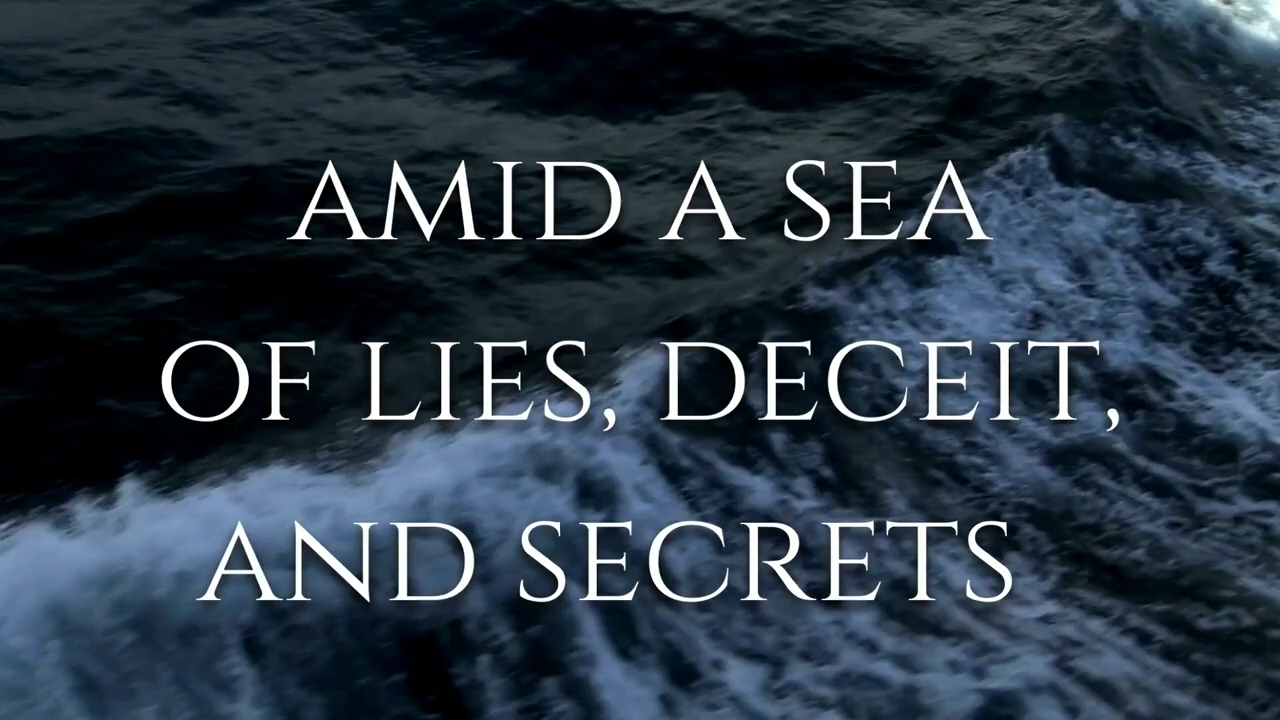 AMID A SEA
OF LIES, DECEIT,
AND SECRETS